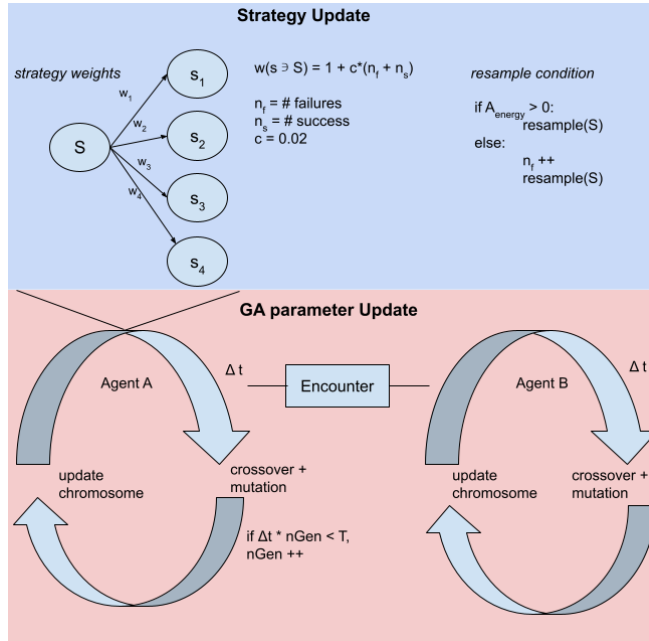 Strategy Update
strategy weights
w1
w2
w3
w4
S
s1
s2
s3
s4
w(s ∋ S) = 1 + c*(nf + ns)
nf = # failures
ns = # success
c = 0.02
resample condition
if Aenergy > 0:
resample(S)
else:
nf ++
resample(S)
GA parameter Update
Agent A
Δ t
Encounter
Agent B
Δ t
update
chromosome
crossover +
mutation
update
chromosome
crossover +
mutation
if Δt * nGen < T,
nGen ++